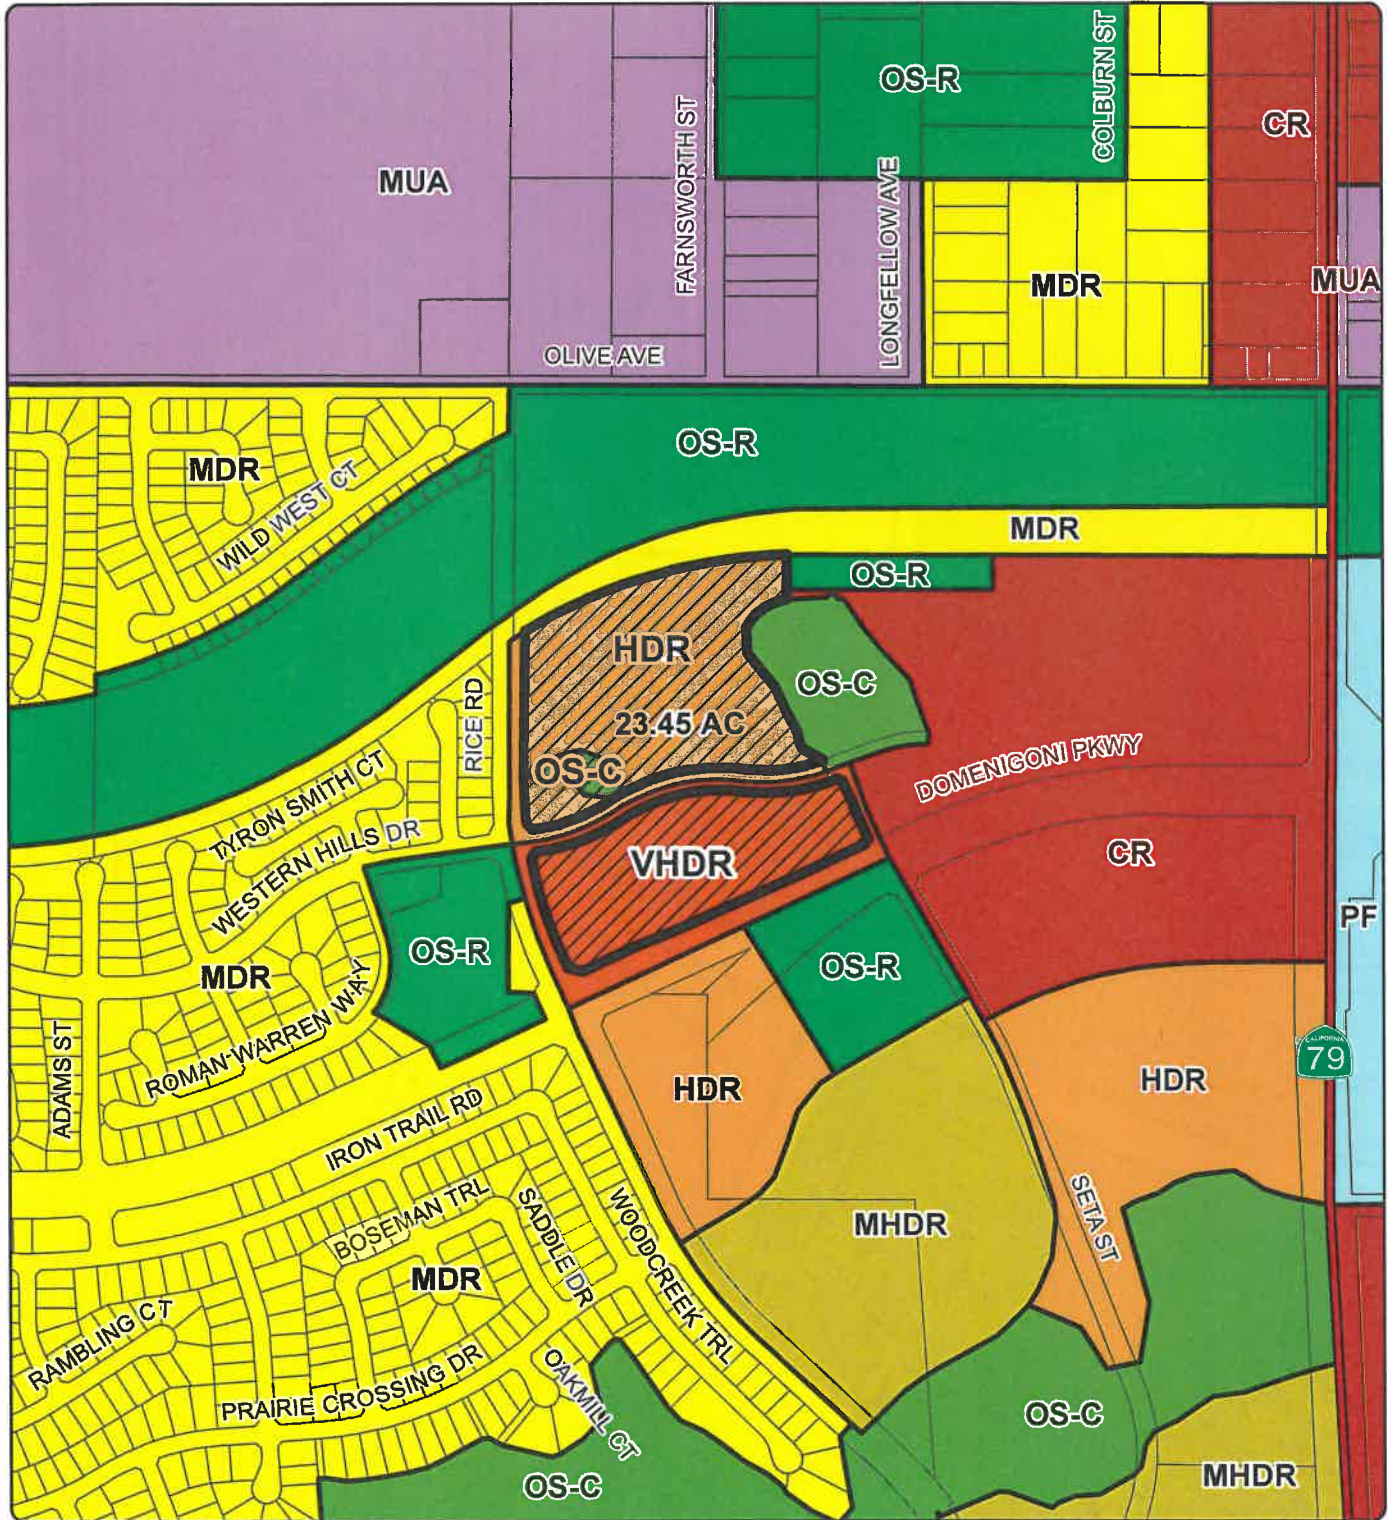 COLBURN ST
OS-R
CR
FARNSWORTH ST
MUA
LONGFELLOW AVE
MUA
MDR
OLIVE AVE
OS-R
MDR
WILD WEST CT
MDR
OS-R
HDR
OS-C
RICE RD
23.45 AC
OS-C
DOMENIGONI PKWY
TYRON SMITH CT
WESTERN HILLS DR
VHDR
CR
PF
OS-R
OS-R
MDR
ROMAN WARREN WAY
ADAMS ST
CALIFORNIA
79
HDR
HDR
IRON TRAIL RD
BOSEMAN TRL
SADDLE DR
WOODCREEK TRL
SETA ST
MHDR
MDR
RAMBLING CT
PRAIRIE CROSSING DR
OAKMILL CT
OS-C
OS-C
MHDR